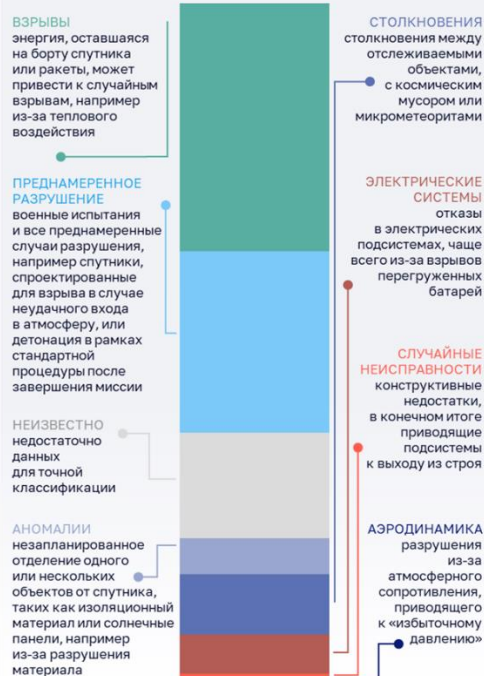 ВЗРЫВЫ
энергия, оставшаяся
на борту спутника
или ракеты, может
привести к случайным
взрывам, например
из-за теплового
воздействия
ПРЕДНАМЕРЕННОЕ
РАЗРУШЕНИЕ
военные испытания
и все преднамеренные
случаи разрушения,
например спутники,
спроектированные
для взрыва в случае
неудачного входа
в атмосферу, или
детонация в рамках
стандартной
процедуры после
завершения миссии
НЕИЗВЕСТНО
недостаточно
данных
для точной
классификации
АНОМАЛИИ
незапланированное
отделение одного
или нескольких
объектов от спутника,
таких как изоляционный
материал или солнечные
панели, например
из-за разрушения
материала
СТОЛКНОВЕНИЯ
столкновения между
отслеживаемыми
объектами,
с космическим
мусором или
микрометеоритами
ЭЛЕКТРИЧЕСКИЕ
СИСТЕМЫ
отказы
в электрических
подсистемах, чаще
всего из-за взрывов
перегруженных
батарей
СЛУЧАЙНЫЕ
НЕИСПРАВНОСТИ
конструктивные
недостатки,
в конечном итоге
приводящие
подсистемы
к выходу из строя
АЭРОДИНАМИКА
разрушения
из-за
атмосферного
сопротивления,
приводящего
к «избыточному
давлению»